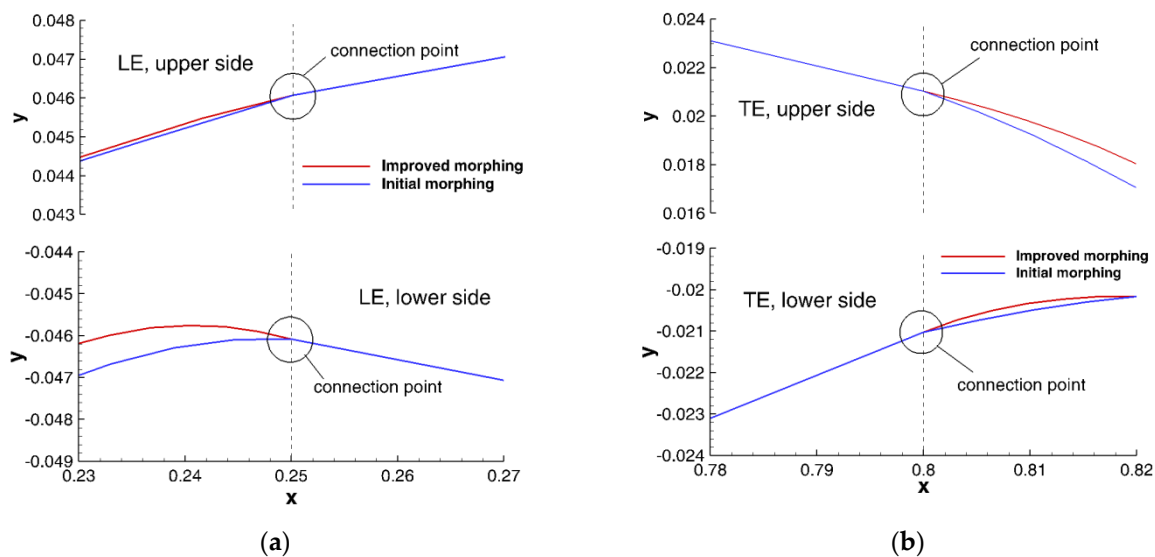 0.048
0.047
0.046
0.045
0.044
0.043
y
LE, upper side
connection point
Improved morphing
Initial morphing
-0.044
-0.045
-0.046
-0.047
-0.048
-0.049
y
LE, lower side
connection point
0.23 0.24 0.25 0.26 0.27
x
(a)
0.024
0.022
0.021
0.02
0.018
0.017
0.016
y
TE, upper side
connection point
-0.019
-0.02
-0.021
-0.022
-0.023
-0.024
y
Improved morphing
Initial morphing
TE, lower side
connection point
0.78 0.79 0.8 0.81 0.82
x
(b)